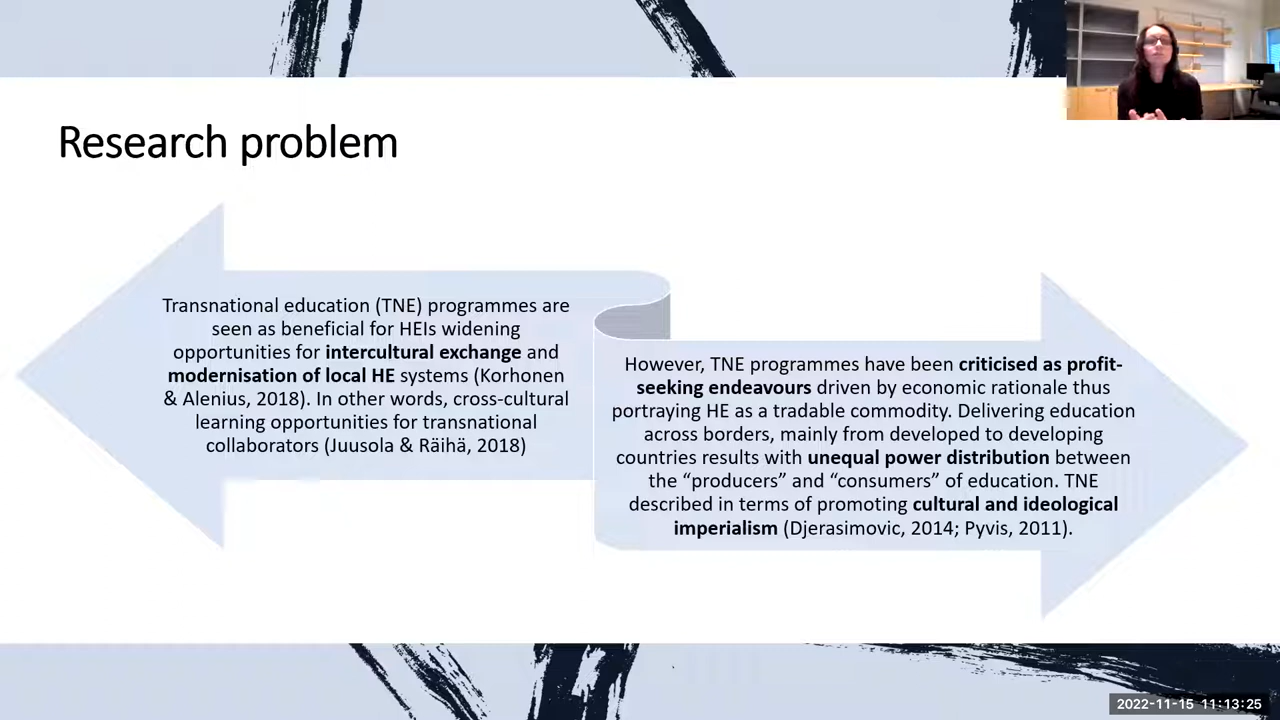 Research problem
Transnational education (TNE) programmes are
seen as beneficial for HEIs widening
opportunities for intercultural exchange and
modernisation of local HE systems (Korhonen
& Alenius, 2018). In other words, cross-cultural
learning opportunities for transnational
collaborators (Juusola & Räihä, 2018)
However, TNE programmes have been criticised as profit-
seeking endeavours driven by economic rationale thus
portraying HE as a tradable commodity. Delivering education
across borders, mainly from developed to developing
countries results with unequal power distribution between
the “producers” and “consumers” of education. TNE
described in terms of promoting cultural and ideological
imperialism (Djerasimovic, 2014; Pyvis, 2011).
2022-11-15 11:13:25